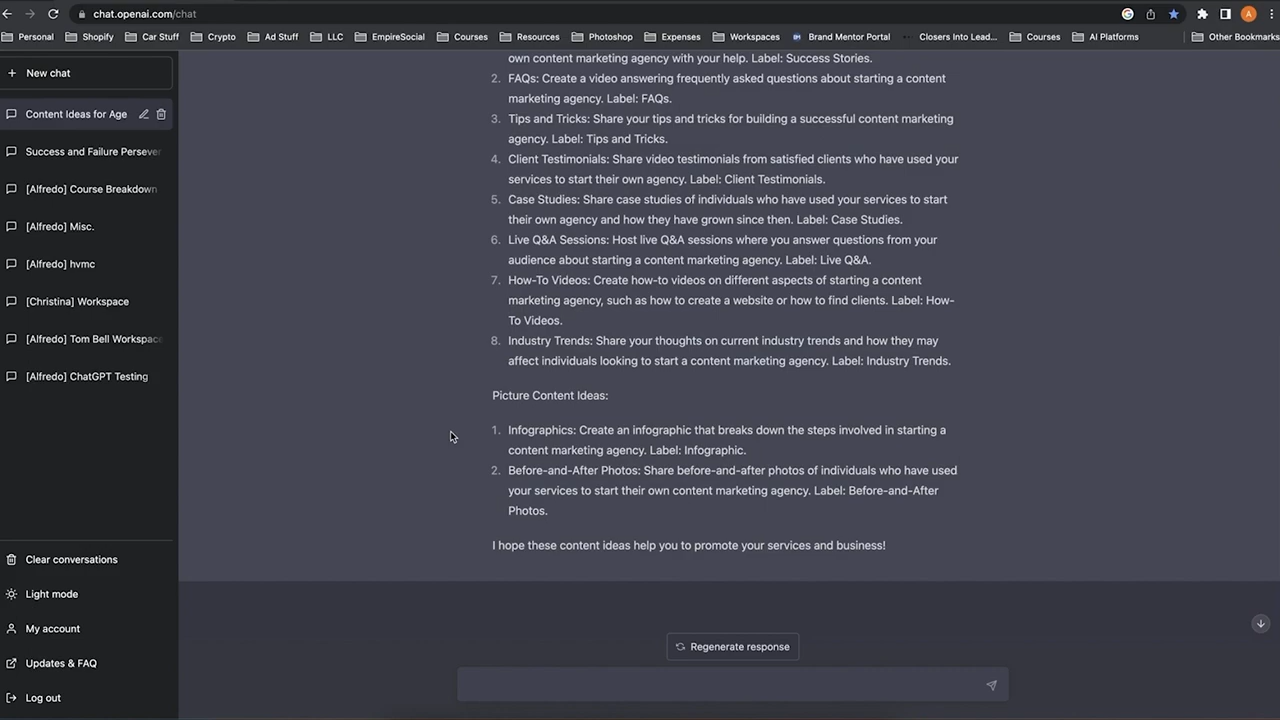 chat.openai.com/chat
A
Personal Shopify Car Stuff Crypto Ad Stuff LLC EmpireSocial Courses Resources Photoshop Expenses Workspaces Brand Mentor Portal Closers Into Lead... Courses AI Platforms Other Bookmarks
New chat
Content Ideas for Age
Success and Failure Persever
[Alfredo] Course Breakdown
[Alfredo] Misc.
[Alfredo] hvmc
[Christina] Workspace
[Alfredo] Tom Bell Workspace
[Alfredo] ChatGPT Testing
Clear conversations
Light mode
My account
Updates & FAQ
Log out
own content marketing agency with your help. Label: Success Stories.
2. FAQs: Create a video answering frequently asked questions about starting a content
marketing agency. Label: FAQs.
3. Tips and Tricks: Share your tips and tricks for building a successful content marketing
agency. Label: Tips and Tricks.
4. Client Testimonials: Share video testimonials from satisfied clients who have used your
services to start their own agency. Label: Client Testimonials.
5. Case Studies: Share case studies of individuals who have used your services to start
their own agency and how they have grown since then. Label: Case Studies.
6. Live Q&A Sessions: Host live Q&A sessions where you answer questions from your
audience about starting a content marketing agency. Label: Live Q&A.
7. How-To Videos: Create how-to videos on different aspects of starting a content
marketing agency, such as how to create a website or how to find clients. Label: How-
To Videos.
8. Industry Trends: Share your thoughts on current industry trends and how they may
affect individuals looking to start a content marketing agency. Label: Industry Trends.
Picture Content Ideas:
1. Infographics: Create an infographic that breaks down the steps involved in starting a
content marketing agency. Label: Infographic.
2. Before-and-After Photos: Share before-and-after photos of individuals who have used
your services to start their own content marketing agency. Label: Before-and-After
Photos.
I hope these content ideas help you to promote your services and business!
Regenerate response